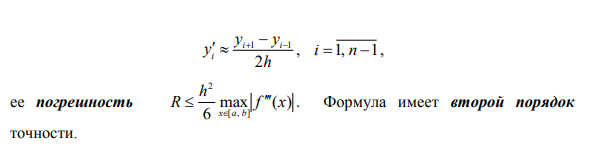 y′ᵢ ≈ (yᵢ₊₁ − yᵢ₋₁) / 2h, i = 1, n − 1,
ее погрешность R ≤ h²/6 max x∈[a, b] |f‴(x)|. Формула имеет второй порядок
точности.